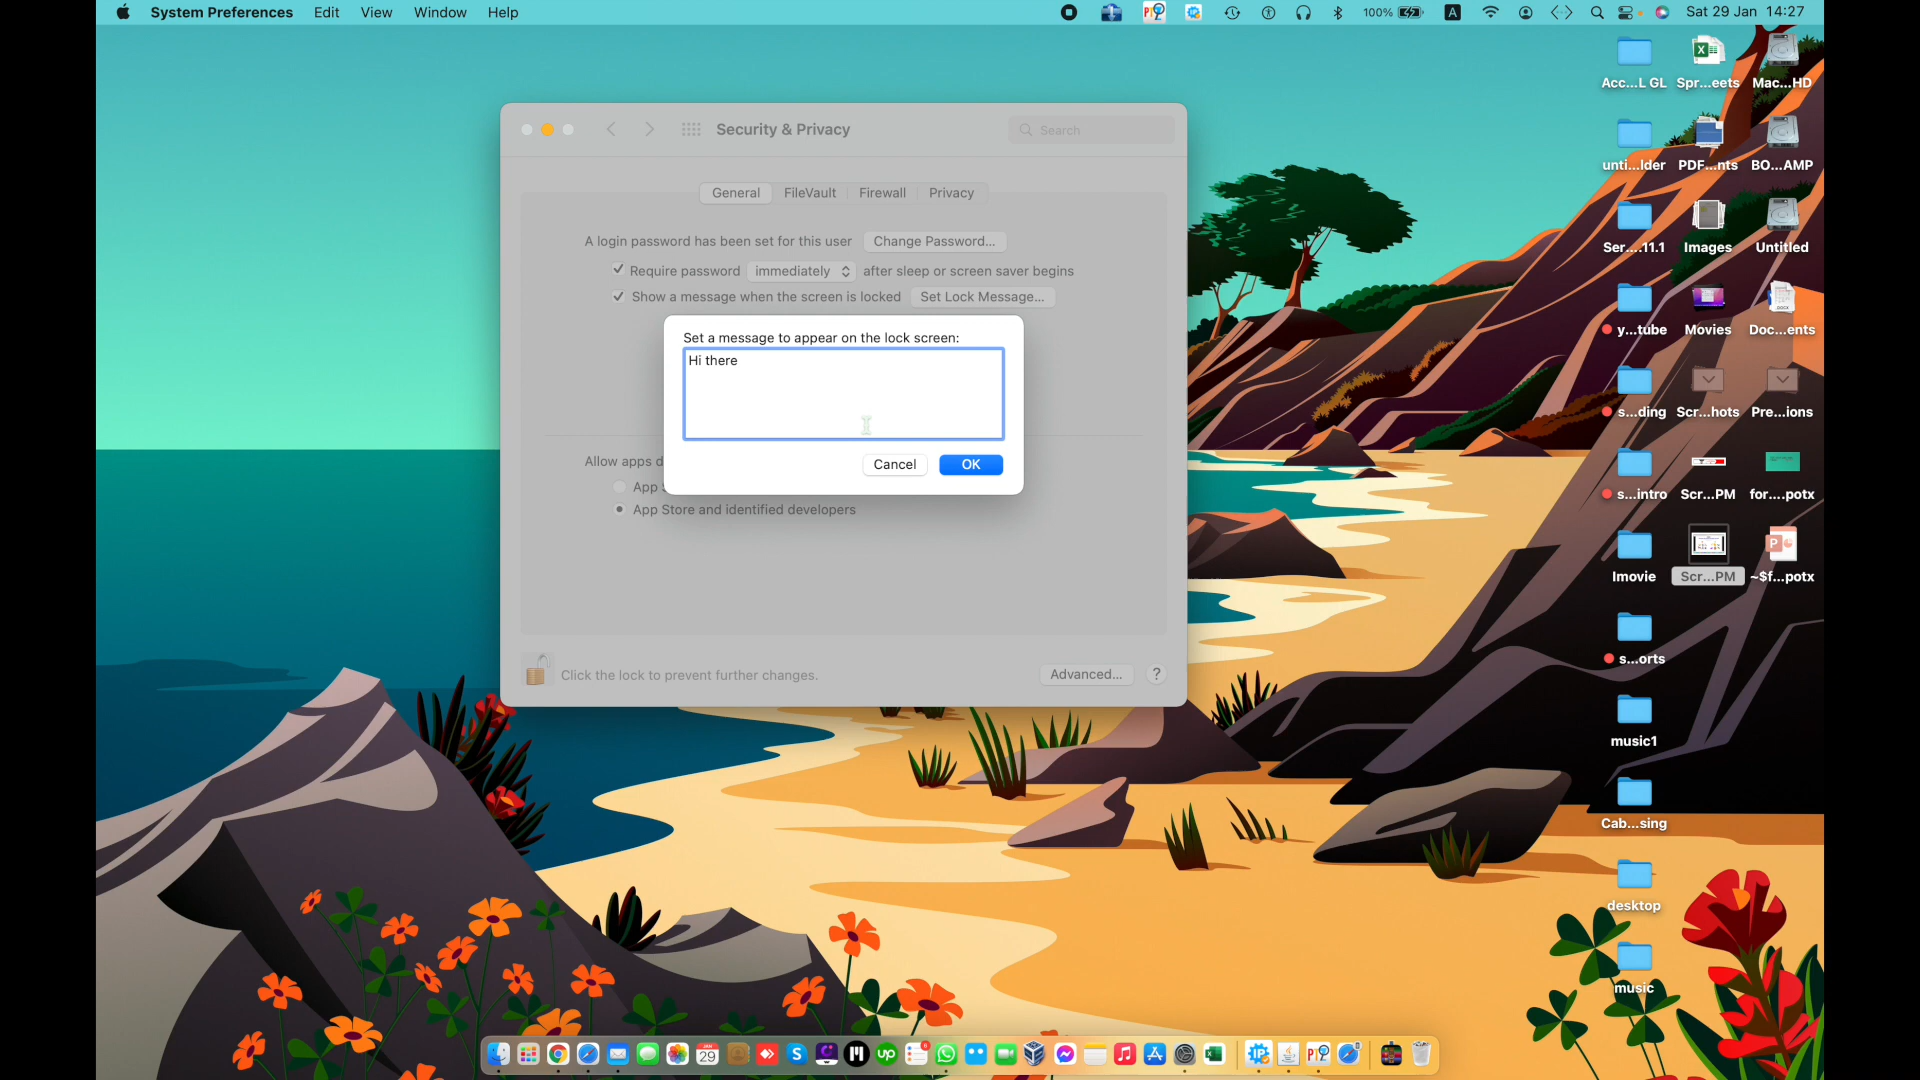 System Preferences Edit View Window Help
100% A Sat 29 Jan 14:27
Security & Privacy
Search
General FileVault Firewall Privacy
A login password has been set for this user Change Password...
Require password immediately after sleep or screen saver begins
Show a message when the screen is locked Set Lock Message...
Set a message to appear on the lock screen:
Hi there
Cancel OK
Allow apps d
App S
App Store and identified developers
Click the lock to prevent further changes.
Advanced... ?
Acc...L GL Spr...eets Mac...HD
unti...lder PDF...nts BO...AMP
Ser....11.1 Images Untitled
y...tube Movies Doc...ents
s...ding Scr...hots Pre...ions
s...intro Scr...PM for....potx
Imovie Scr...PM ~$f...potx
s...orts
music1
Cab...sing
desktop
music